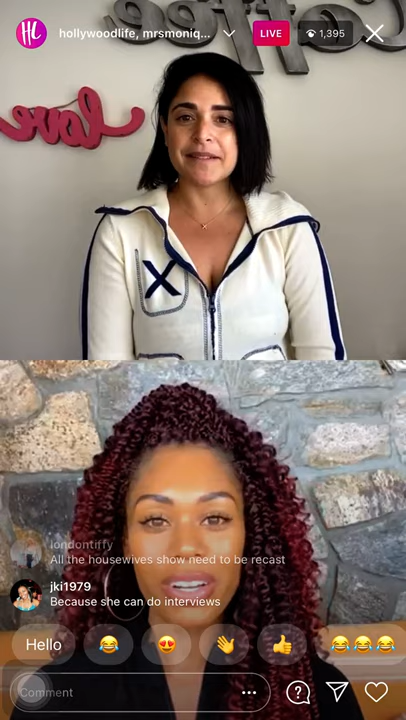 HL
hollywoodlife, mrsmoniq...
LIVE
1,395
Coffee
love
londontiffy
All the housewives show need to be recast
jki1979
Because she can do interviews
Hello
Comment
X